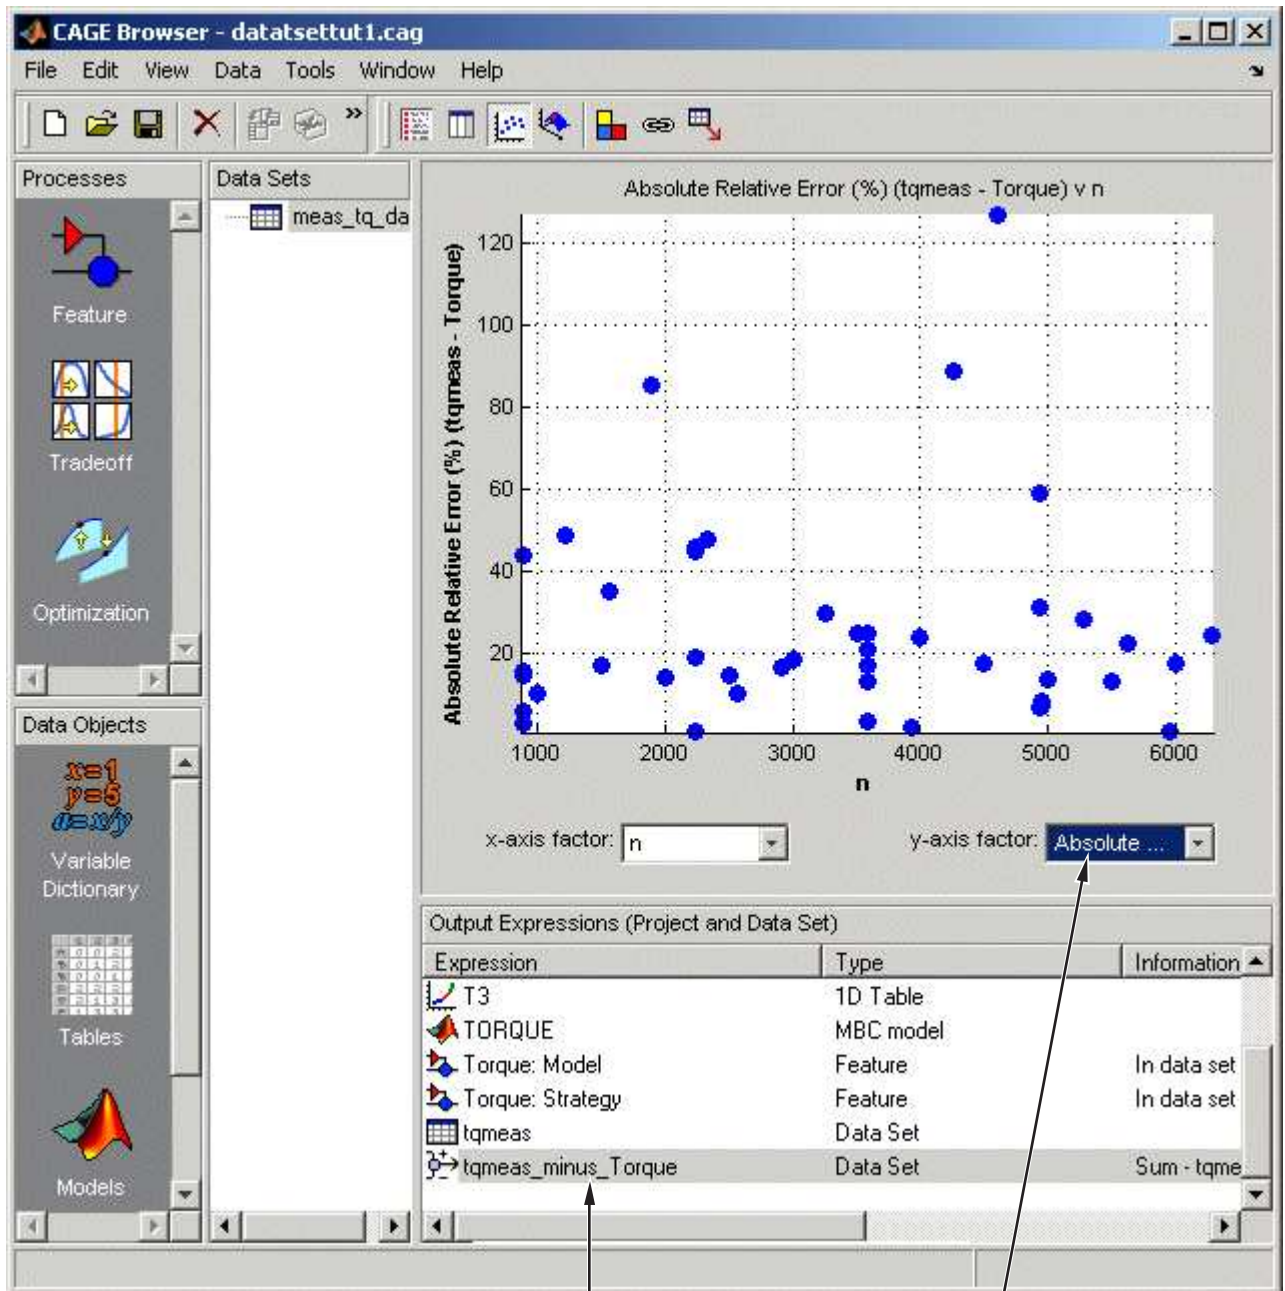 CAGE Browser - datatsettut1.cag
File Edit View Data Tools Window Help
Processes
Feature
Tradeoff
Optimization
Data Objects
x=1
y=5
a=x/y
Variable
Dictionary
Tables
Models
Data Sets
meas_tq_da
Absolute Relative Error (%) (tqmeas - Torque) v n
Absolute Relative Error (%) (tqmeas - Torque)
120
100
80
60
40
20
1000 2000 3000 4000 5000 6000
n
x-axis factor: n y-axis factor: Absolute ...
Output Expressions (Project and Data Set)
Expression Type Information
T3 1D Table
TORQUE MBC model
Torque: Model Feature In data set
Torque: Strategy Feature In data set
tqmeas Data Set
tqmeas_minus_Torque Data Set Sum - tqme